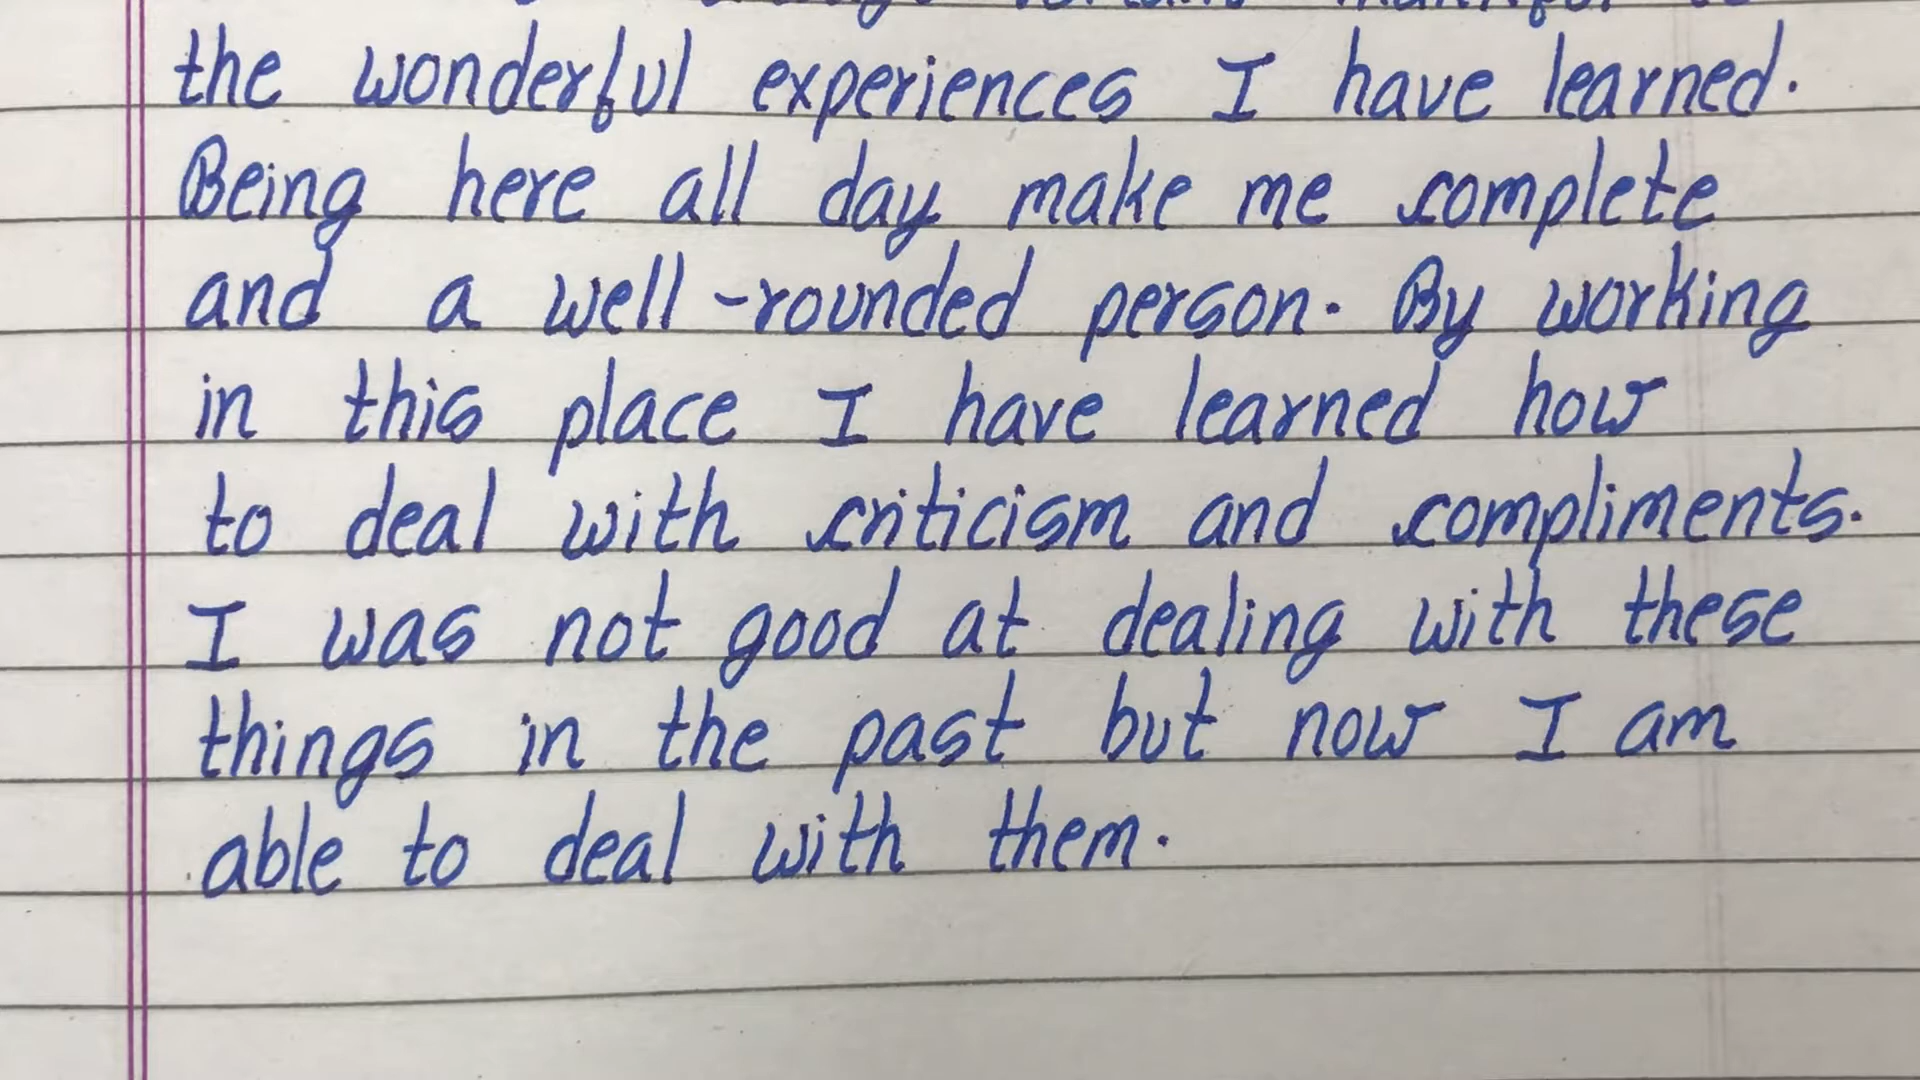 the wonderful experiences I have learned.
Being here all day make me complete
and a well-rounded person. By working
in this place I have learned how
to deal with criticism and compliments.
I was not good at dealing with these
things in the past but now I am
able to deal with them.